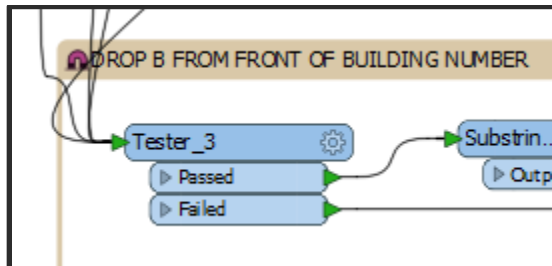 DROP B FROM FRONT OF BUILDING NUMBER
Tester_3
Substrin...
Passed
Outp
Failed